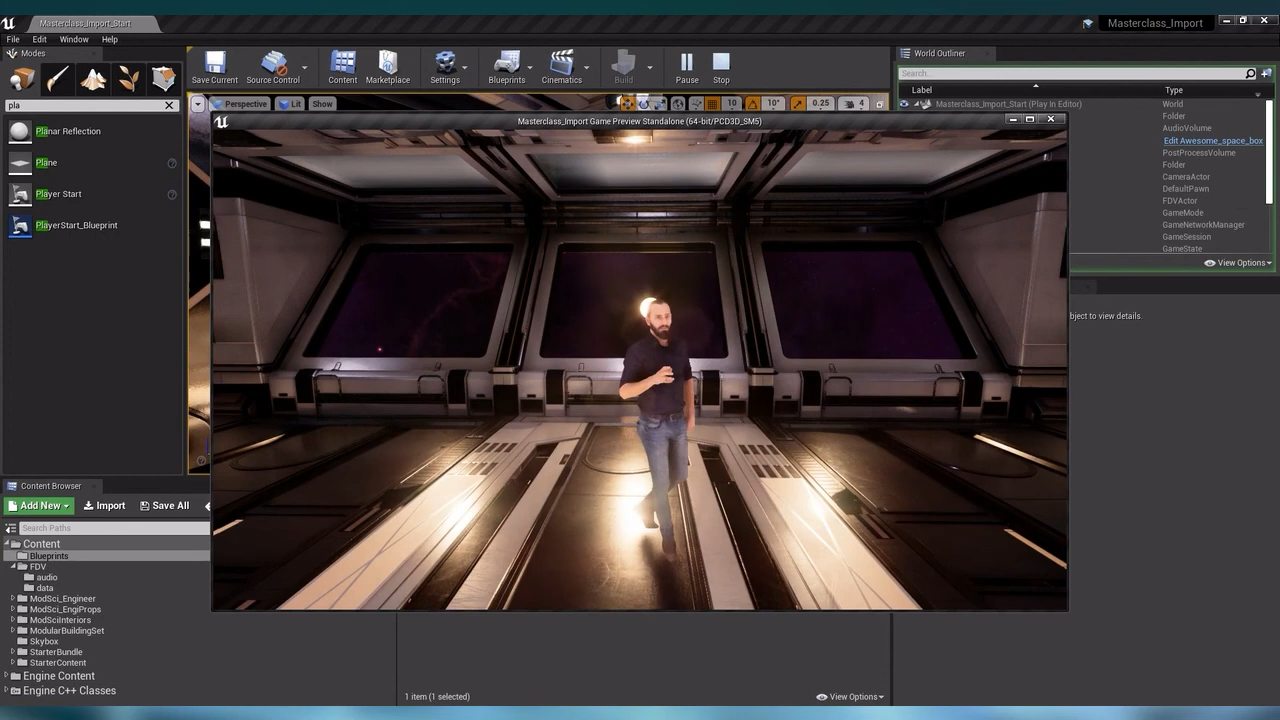 Masterclass_Import_Start
Masterclass_Import
File Edit Window Help
Modes
World Outliner
Save Current Source Control Content Marketplace Settings Blueprints Cinematics Build Pause Stop
Search...
Label Type
pla
Perspective Lit Show 10 10° 0.25 4
Masterclass_Import_Start (Play In Editor) World
Folder
AudioVolume
Edit Awesome_space_box
PostProcessVolume
Folder
CameraActor
DefaultPawn
FDVActor
GameMode
GameNetworkManager
GameSession
GameState
View Options
Masterclass_Import Game Preview Standalone (64-bit/PCD3D_SM5)
Planar Reflection
Plane
Player Start
PlayerStart_Blueprint
bject to view details.
Content Browser
Add New Import Save All
Search Paths
Content
Blueprints
FDV
audio
data
ModSci_Engineer
ModSci_EngiProps
ModSciInteriors
ModularBuildingSet
Skybox
StarterBundle
StarterContent
Engine Content
Engine C++ Classes
1 item (1 selected) View Options